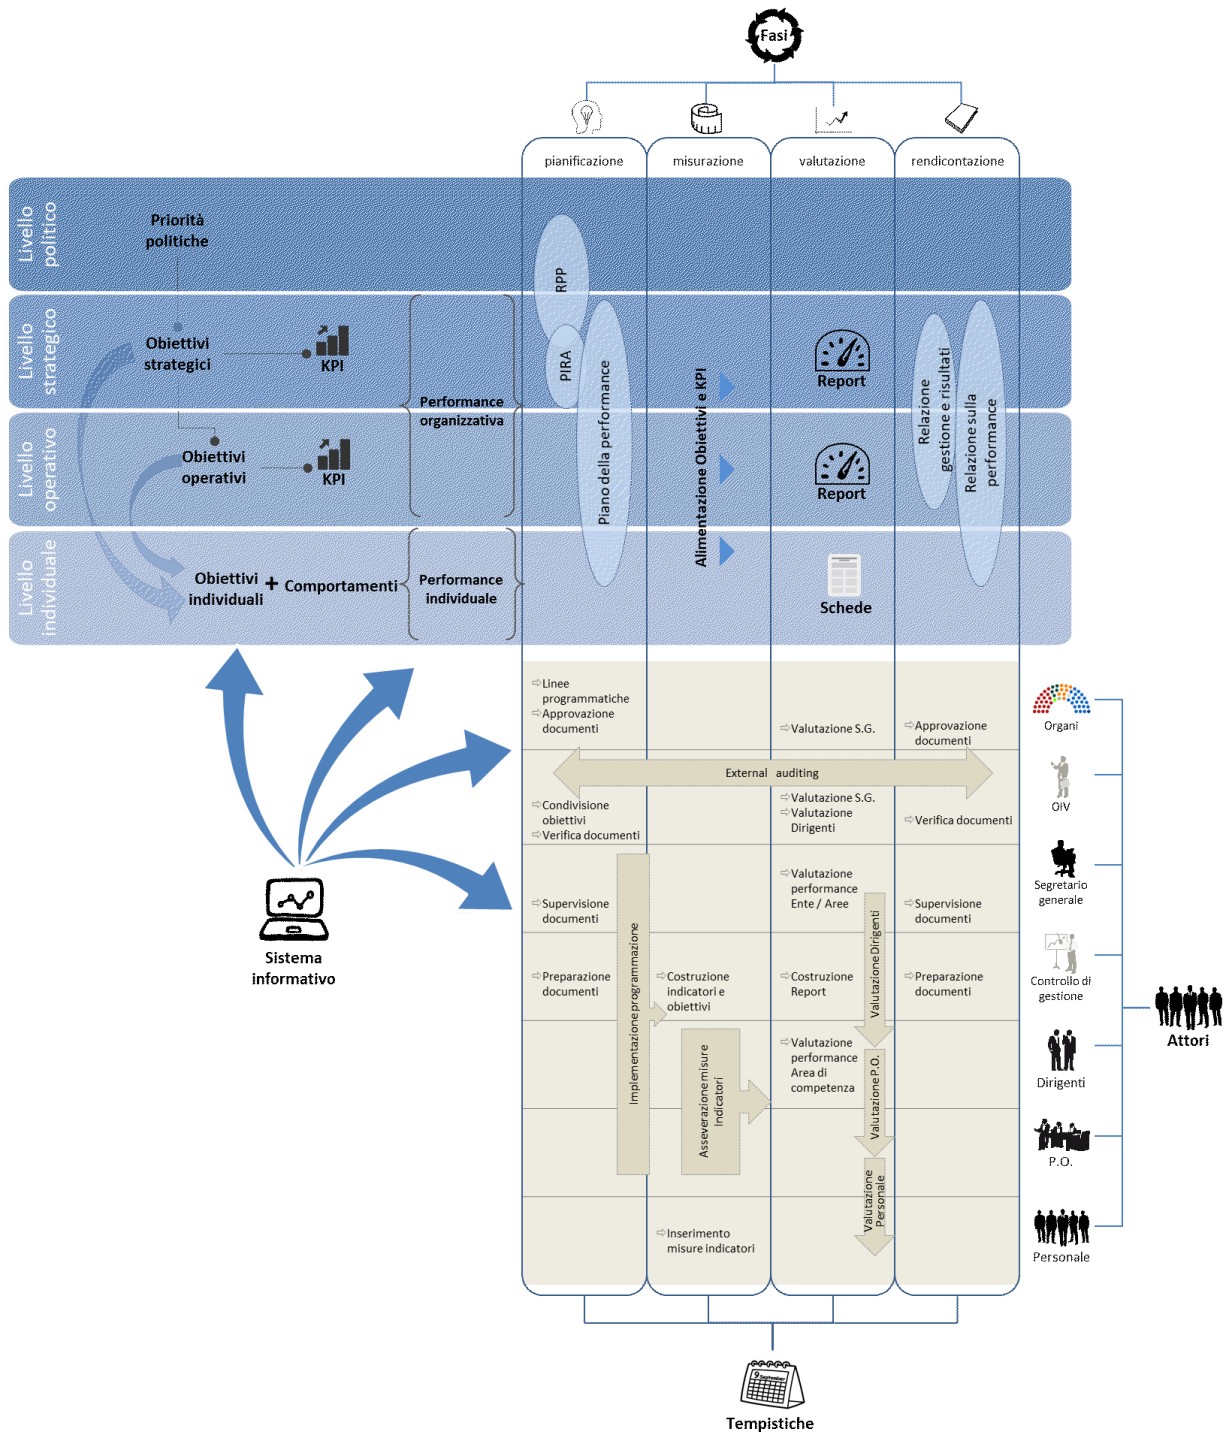 Fasi
pianificazione
misurazione
valutazione
rendicontazione
Livello
politico
Priorità
politiche
RPP
Livello
strategico
Obiettivi
strategici
KPI
PIRA
Report
Performance
organizzativa
Piano della performance
Alimentazione Obiettivi e KPI
Relazione
gestione e risultati
Relazione sulla
performance
Livello
operativo
Obiettivi
operativi
KPI
Report
Livello
individuale
Obiettivi
individuali
+
Comportamenti
Performance
individuale
Schede
⇨Linee
programmatiche
⇨Approvazione
documenti
⇨Valutazione S.G.
⇨Approvazione
documenti
Organi
External auditing
⇨Condivisione
obiettivi
⇨Verifica documenti
⇨Valutazione S.G.
⇨Valutazione
Dirigenti
⇨Verifica documenti
OIV
⇨Supervisione
documenti
⇨Valutazione
performance
Ente / Aree
⇨Supervisione
documenti
Segretario
generale
Sistema
informativo
⇨Preparazione
documenti
Implementazione programmazione
⇨Costruzione
indicatori e
obiettivi
⇨Costruzione
Report
Valutazione Dirigenti
⇨Preparazione
documenti
Controllo di
gestione
Attori
Asseverazione misure
Indicatori
⇨Valutazione
performance
Area di
competenza
Valutazione P.O.
Dirigenti
P.O.
Valutazione
Personale
⇨Inserimento
misure indicatori
Personale
9 September
Tempistiche